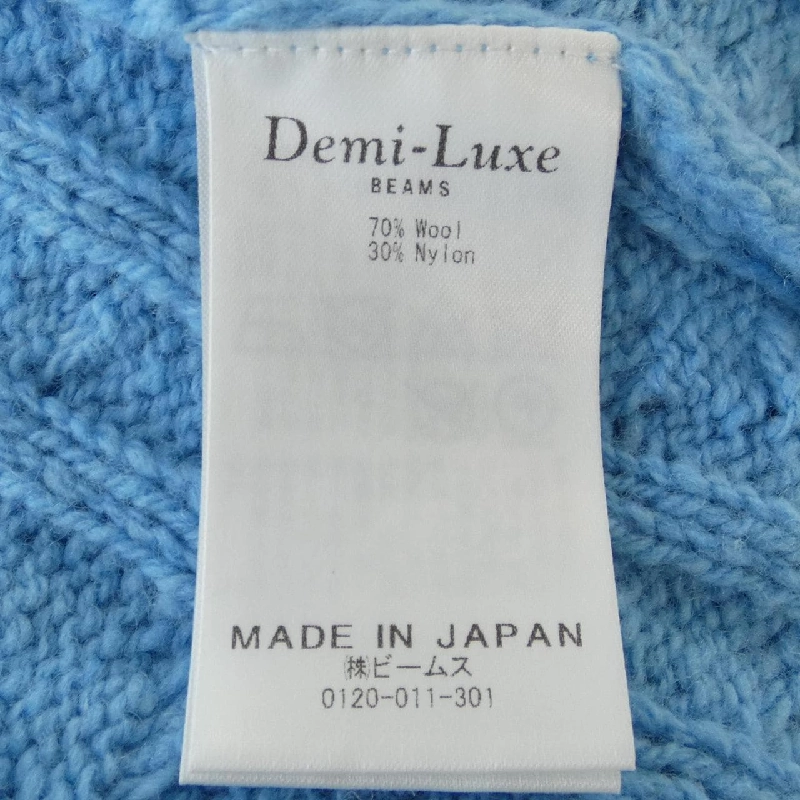 Demi-Luxe
BEAMS
70% Wool
30% Nylon
MADE IN JAPAN
㈱ビームス
0120-011-301